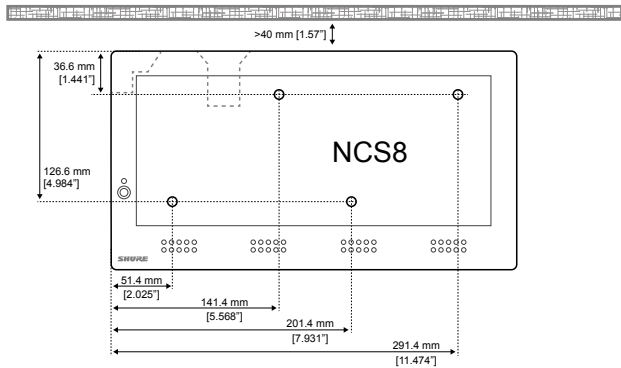 >40 mm [1.57”]
36.6 mm
[1.441”]
NCS8
126.6 mm
[4.984”]
SHURE
51.4 mm
[2.025”]
141.4 mm
[5.568”]
201.4 mm
[7.931”]
291.4 mm
[11.474”]